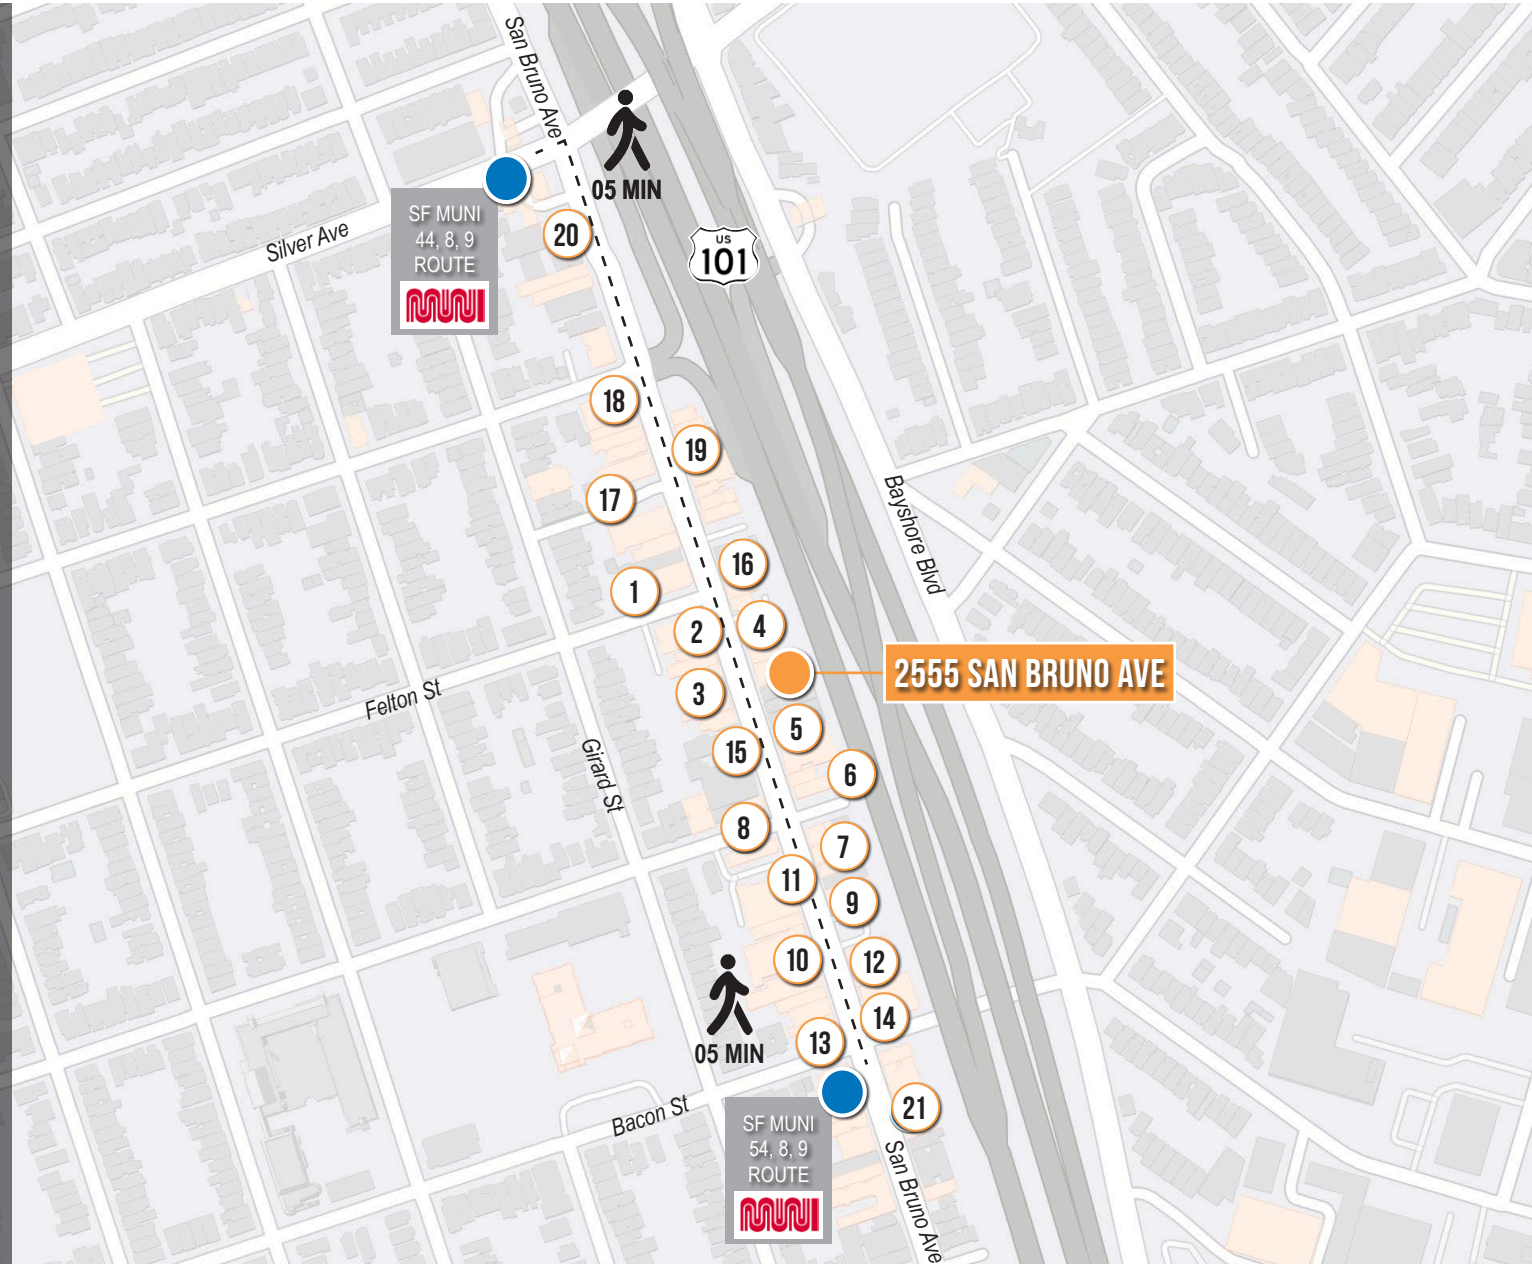 San Bruno Ave
05 MIN
SF MUNI
44, 8, 9
ROUTE
MUNI
Silver Ave
20
US
101
18
19
17
Bayshore Blvd
16
1
2
4
2555 SAN BRUNO AVE
3
Felton St
5
15
Girard St
6
8
7
11
9
10
12
14
13
05 MIN
Bacon St
21
SF MUNI
54, 8, 9
ROUTE
MUNI
San Bruno Ave